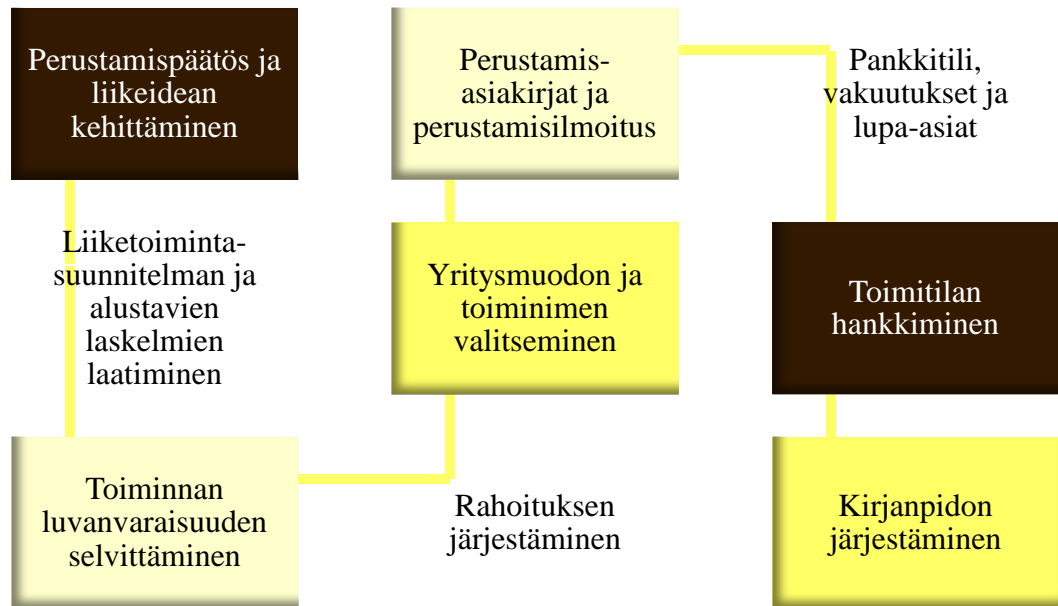 Perustamispäätös ja
liikeidean
kehittäminen
Liiketoiminta-
suunnitelman ja
alustavien
laskelmien
laatiminen
Toiminnan
luvanvaraisuuden
selvittäminen
Rahoituksen
järjestäminen
Yritysmuodon ja
toiminimen
valitseminen
Perustamis-
asiakirjat ja
perustamisilmoitus
Pankkitili,
vakuutukset ja
lupa-asiat
Toimitilan
hankkiminen
Kirjanpidon
järjestäminen